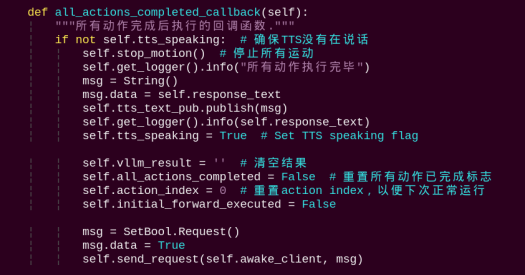 def all_actions_completed_callback(self):
    """所有动作完成后执行的回调函数."""
    if not self.tts_speaking:  # 确保TTS没有在说话
        self.stop_motion()  # 停止所有运动
        self.get_logger().info("所有动作执行完毕")
        msg = String()
        msg.data = self.response_text
        self.tts_text_pub.publish(msg)
        self.get_logger().info(self.response_text)
        self.tts_speaking = True  # Set TTS speaking flag

        self.vllm_result = ''  # 清空结果
        self.all_actions_completed = False  # 重置所有动作已完成标志
        self.action_index = 0  # 重置action index，以便下次正常运行
        self.initial_forward_executed = False

        msg = SetBool.Request()
        msg.data = True
        self.send_request(self.awake_client, msg)